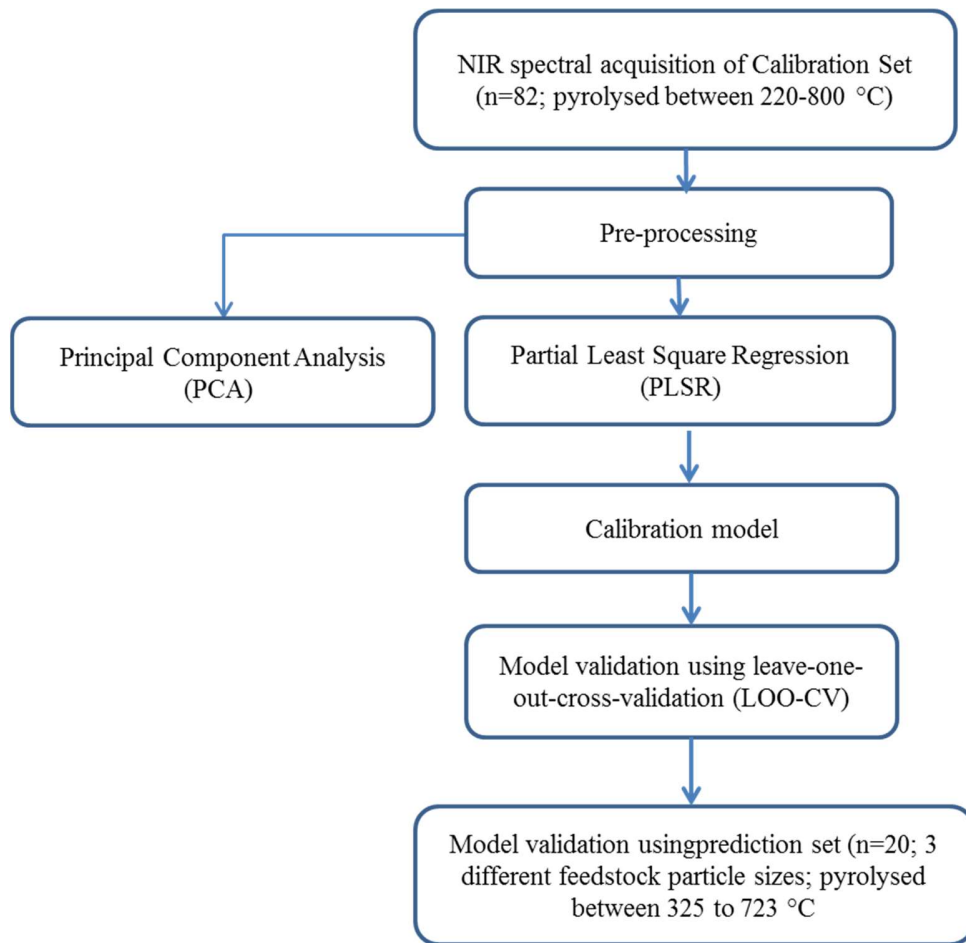 NIR spectral acquisition of Calibration Set
(n=82; pyrolysed between 220-800 °C)
Pre-processing
Principal Component Analysis
(PCA)
Partial Least Square Regression
(PLSR)
Calibration model
Model validation using leave-one-
out-cross-validation (LOO-CV)
Model validation usingprediction set (n=20; 3
different feedstock particle sizes; pyrolysed
between 325 to 723 °C